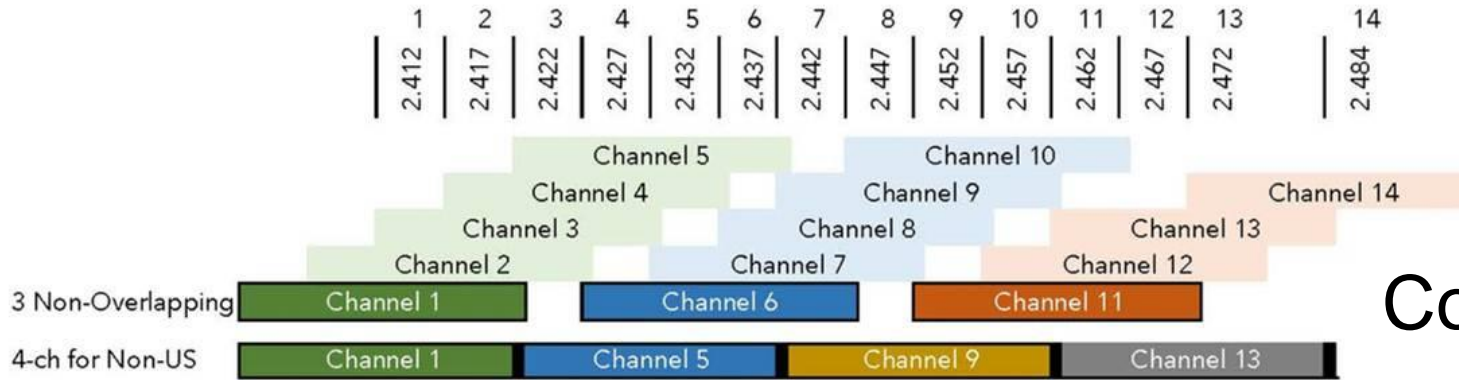 1 2 3 4 5 6 7 8 9 10 11 12 13 14
2.412 2.417 2.422 2.427 2.432 2.437 2.442 2.447 2.452 2.457 2.462 2.467 2.472 2.484
Channel 5 Channel 10
Channel 4 Channel 9 Channel 14
Channel 3 Channel 8 Channel 13
Channel 2 Channel 7 Channel 12
3 Non-Overlapping Channel 1 Channel 6 Channel 11 Co
4-ch for Non-US Channel 1 Channel 5 Channel 9 Channel 13